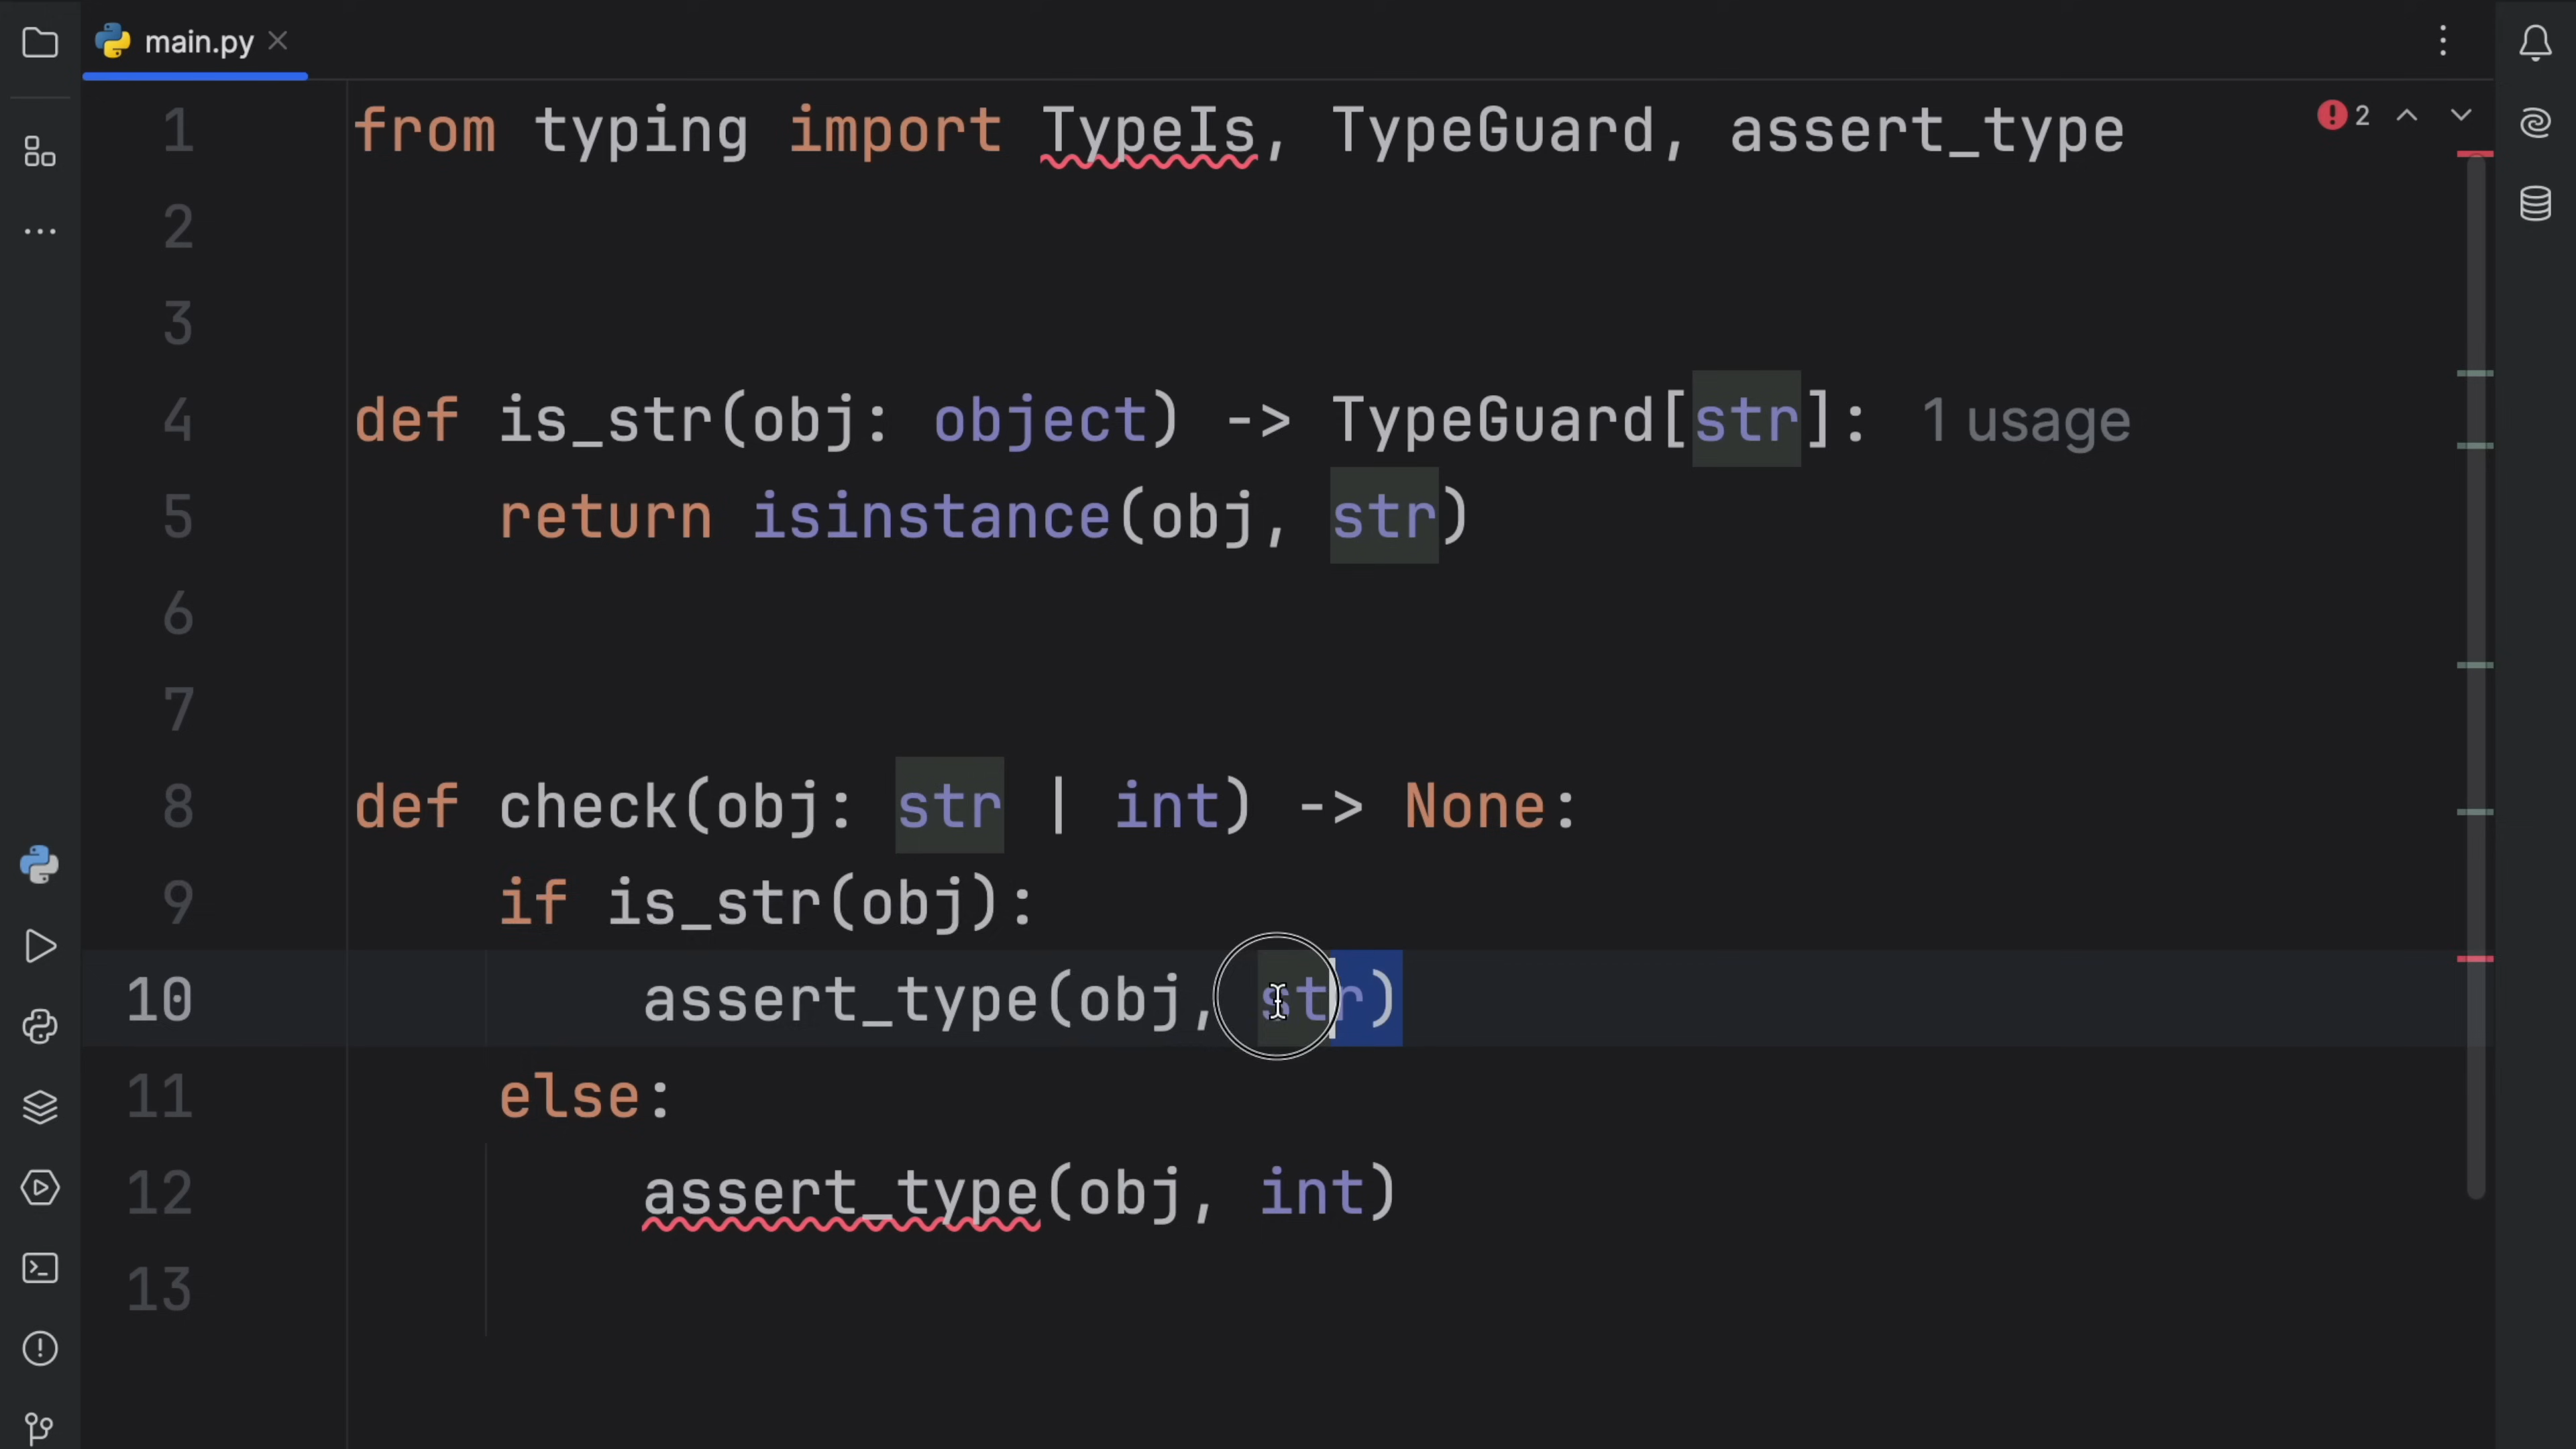 main.py
1 from typing import TypeIs, TypeGuard, assert_type
2
2
3
4 def is_str(obj: object) -> TypeGuard[str]: 1 usage
5 return isinstance(obj, str)
6
7
8 def check(obj: str | int) -> None:
9 if is_str(obj):
10 assert_type(obj, str)
11 else:
12 assert_type(obj, int)
13